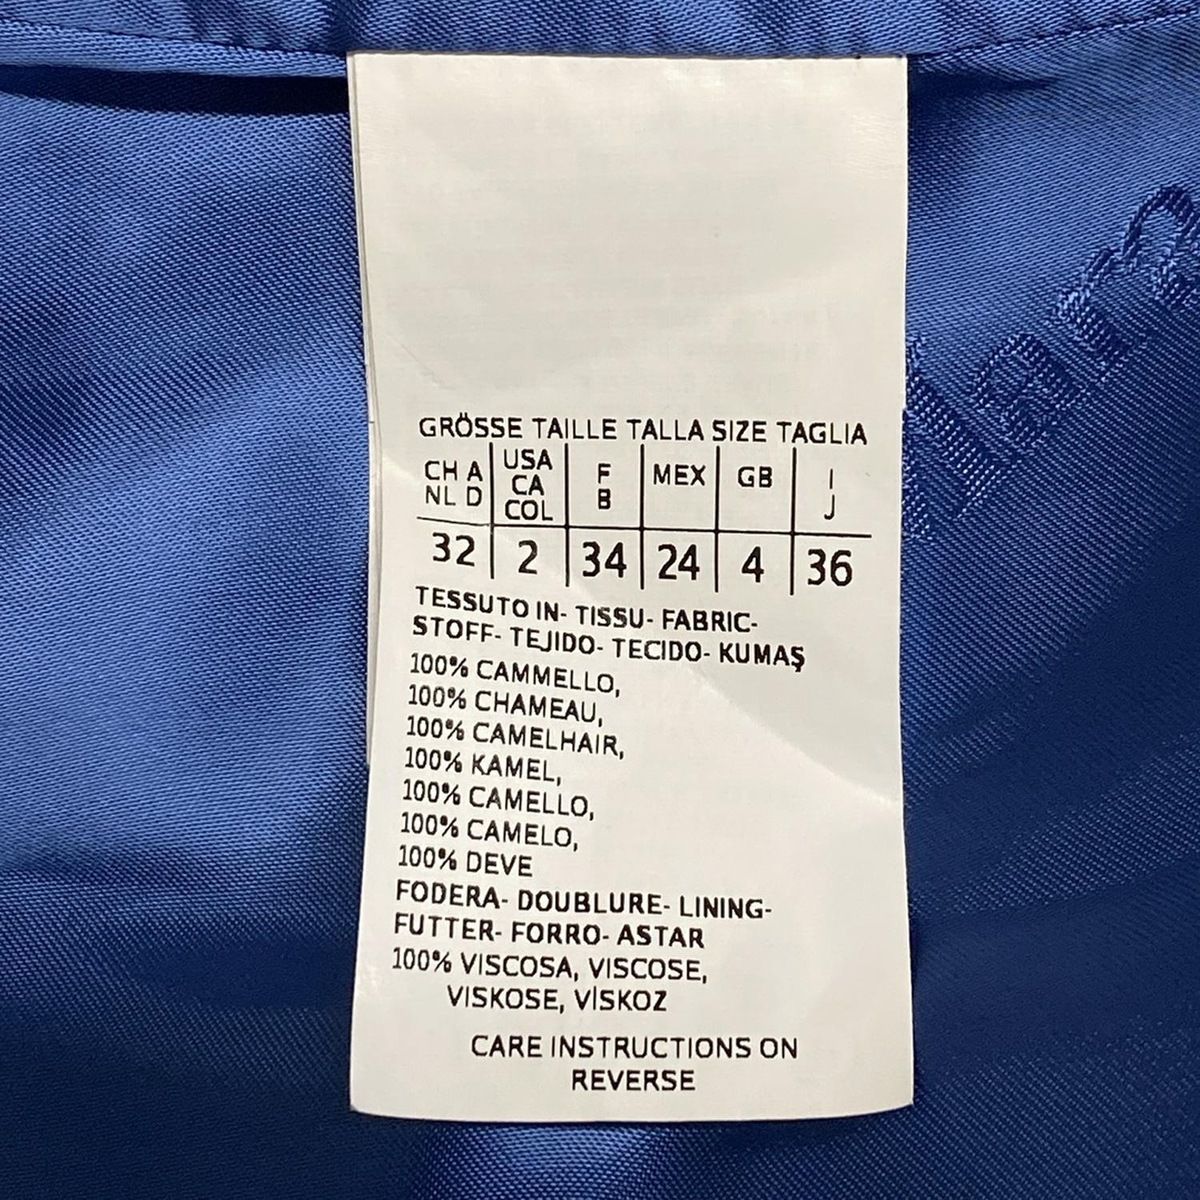 GRÖSSE TAILLE TALLA SIZE TAGLIA
CH A NL D | USA CA COL | F B | MEX | GB | I J
32 | 2 | 34 | 24 | 4 | 36
TESSUTO IN- TISSU- FABRIC-
STOFF- TEJIDO- TECIDO- KUMAŞ
100% CAMMELLO,
100% CHAMEAU,
100% CAMELHAIR,
100% KAMEL,
100% CAMELLO,
100% CAMELO,
100% DEVE
FODERA- DOUBLURE- LINING-
FUTTER- FORRO- ASTAR
100% VISCOSA, VISCOSE,
VISKOSE, VİSKOZ
CARE INSTRUCTIONS ON
REVERSE